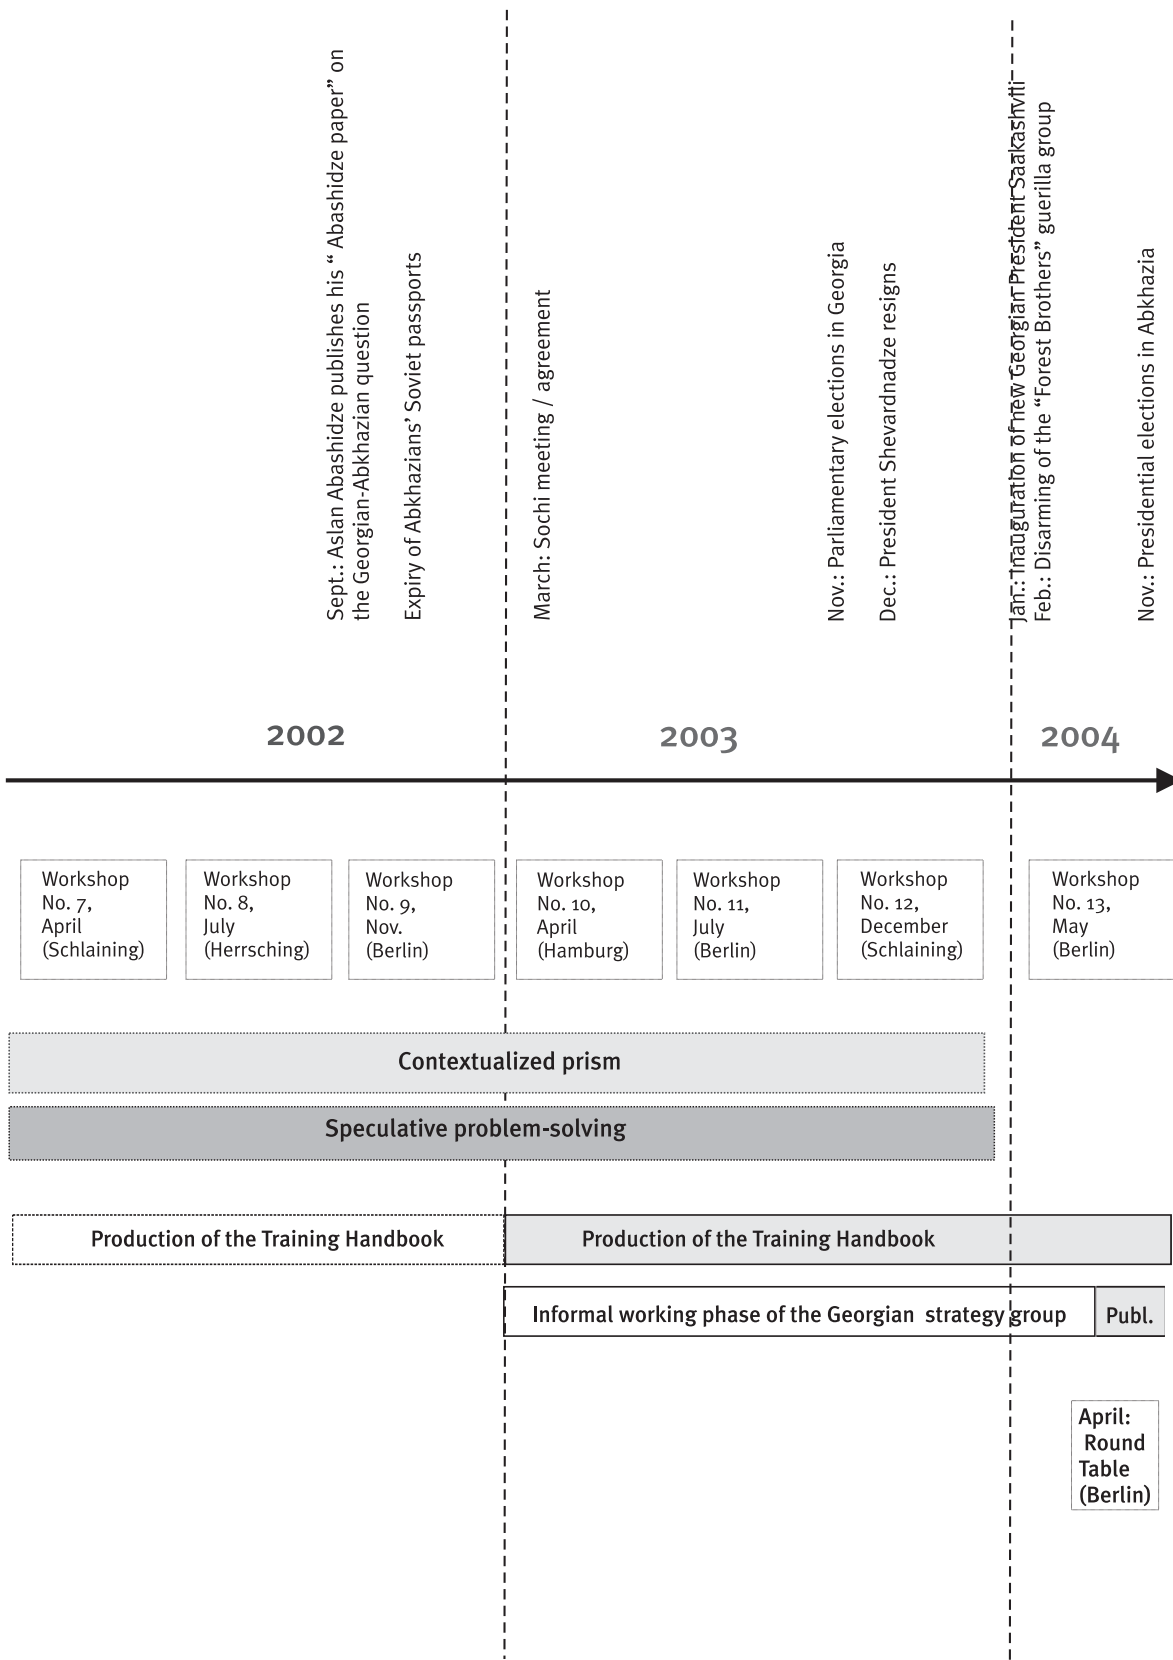 Sept.: Aslan Abashidze publishes his “ Abashidze paper” on
the Georgian-Abkhazian question
Expiry of Abkhazians’ Soviet passports
March: Sochi meeting / agreement
Nov.: Parliamentary elections in Georgia
Dec.: President Shevardnadze resigns
Jan.: Inauguration of new Georgian President Saakashvili
Feb.: Disarming of the “Forest Brothers” guerilla group
Nov.: Presidential elections in Abkhazia
2002
2003
2004
Workshop
No. 7,
April
(Schlaining)
Workshop
No. 8,
July
(Herrsching)
Workshop
No. 9,
Nov.
(Berlin)
Workshop
No. 10,
April
(Hamburg)
Workshop
No. 11,
July
(Berlin)
Workshop
No. 12,
December
(Schlaining)
Workshop
No. 13,
May
(Berlin)
Contextualized prism
Speculative problem-solving
Production of the Training Handbook
Production of the Training Handbook
Informal working phase of the Georgian strategy group
Publ.
April:
Round
Table
(Berlin)